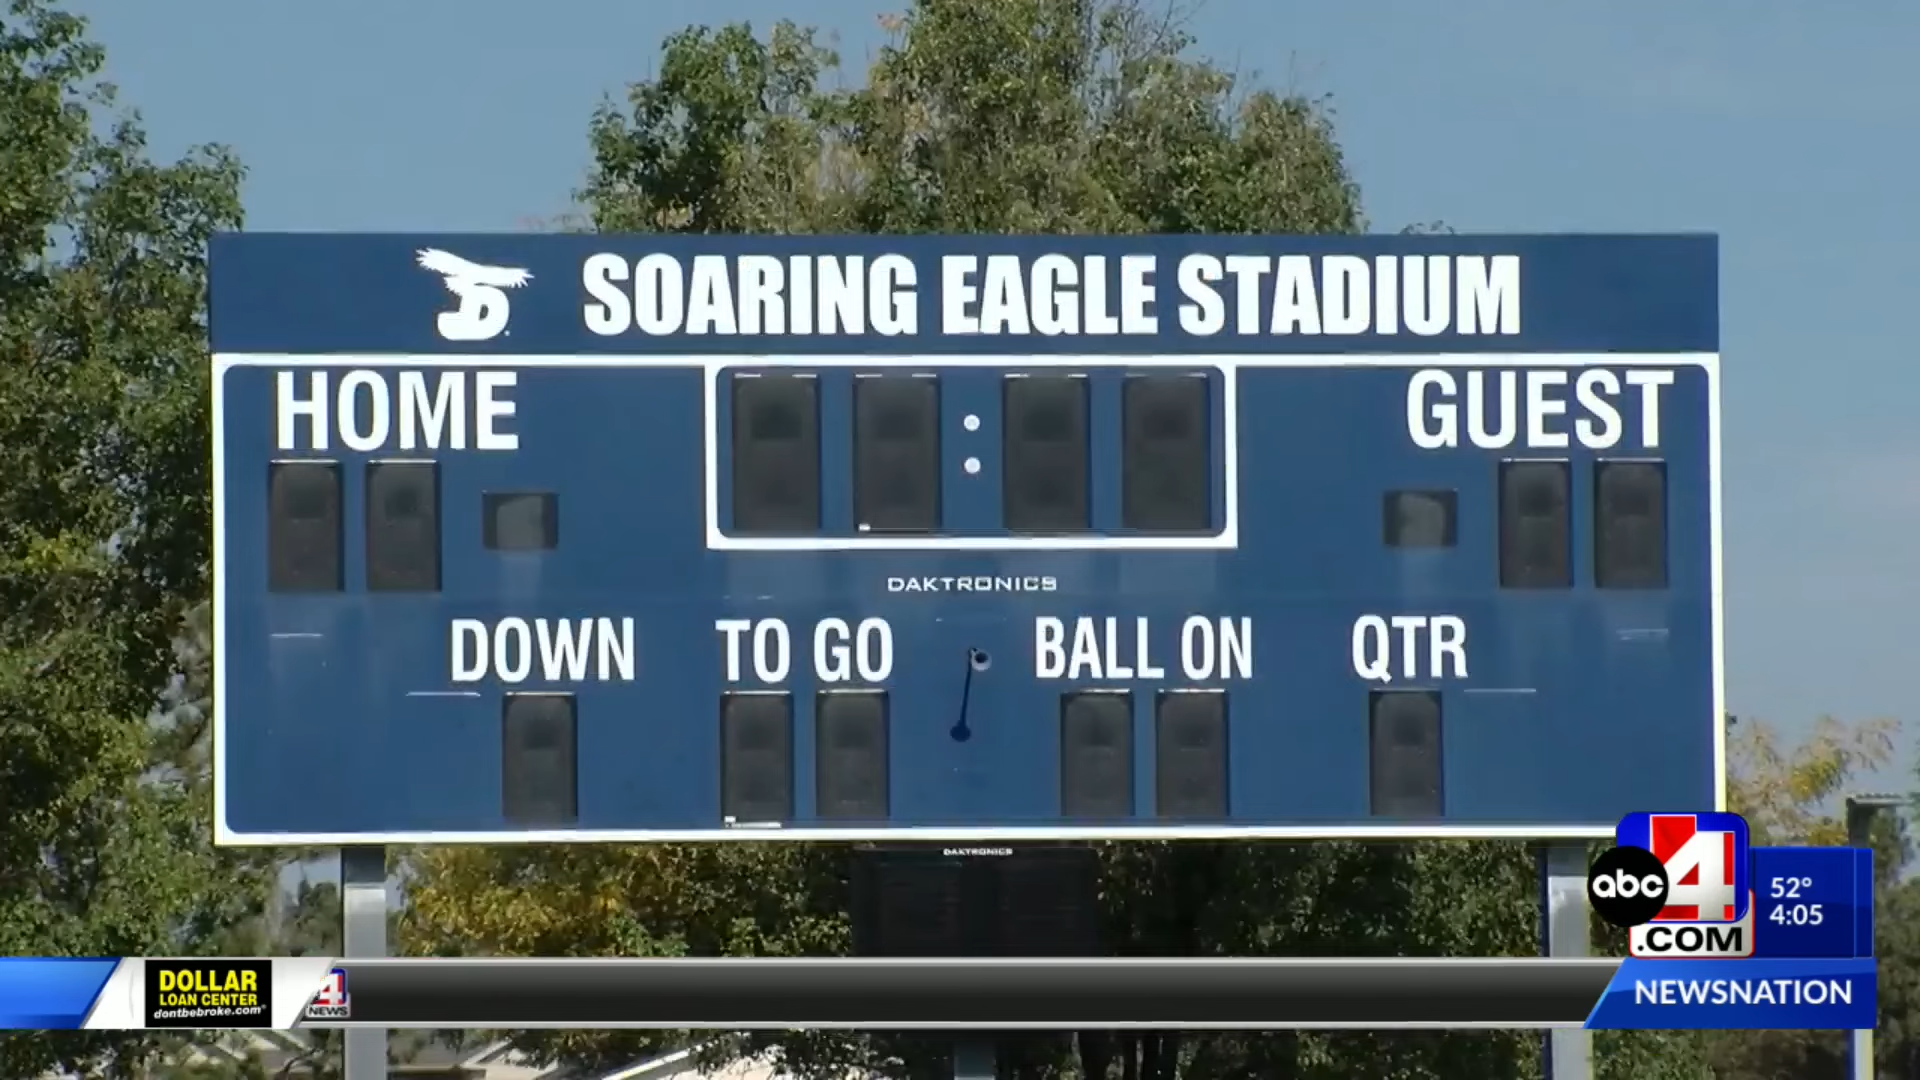 SOARING EAGLE STADIUM
HOME
GUEST
DAKTRONICS
DOWN
TO GO
BALL ON
QTR
DAKTRONICS
abc
4
.COM
52°
4:05
DOLLAR
LOAN CENTER
dontbebroke.com®
4
NEWS
NEWSNATION